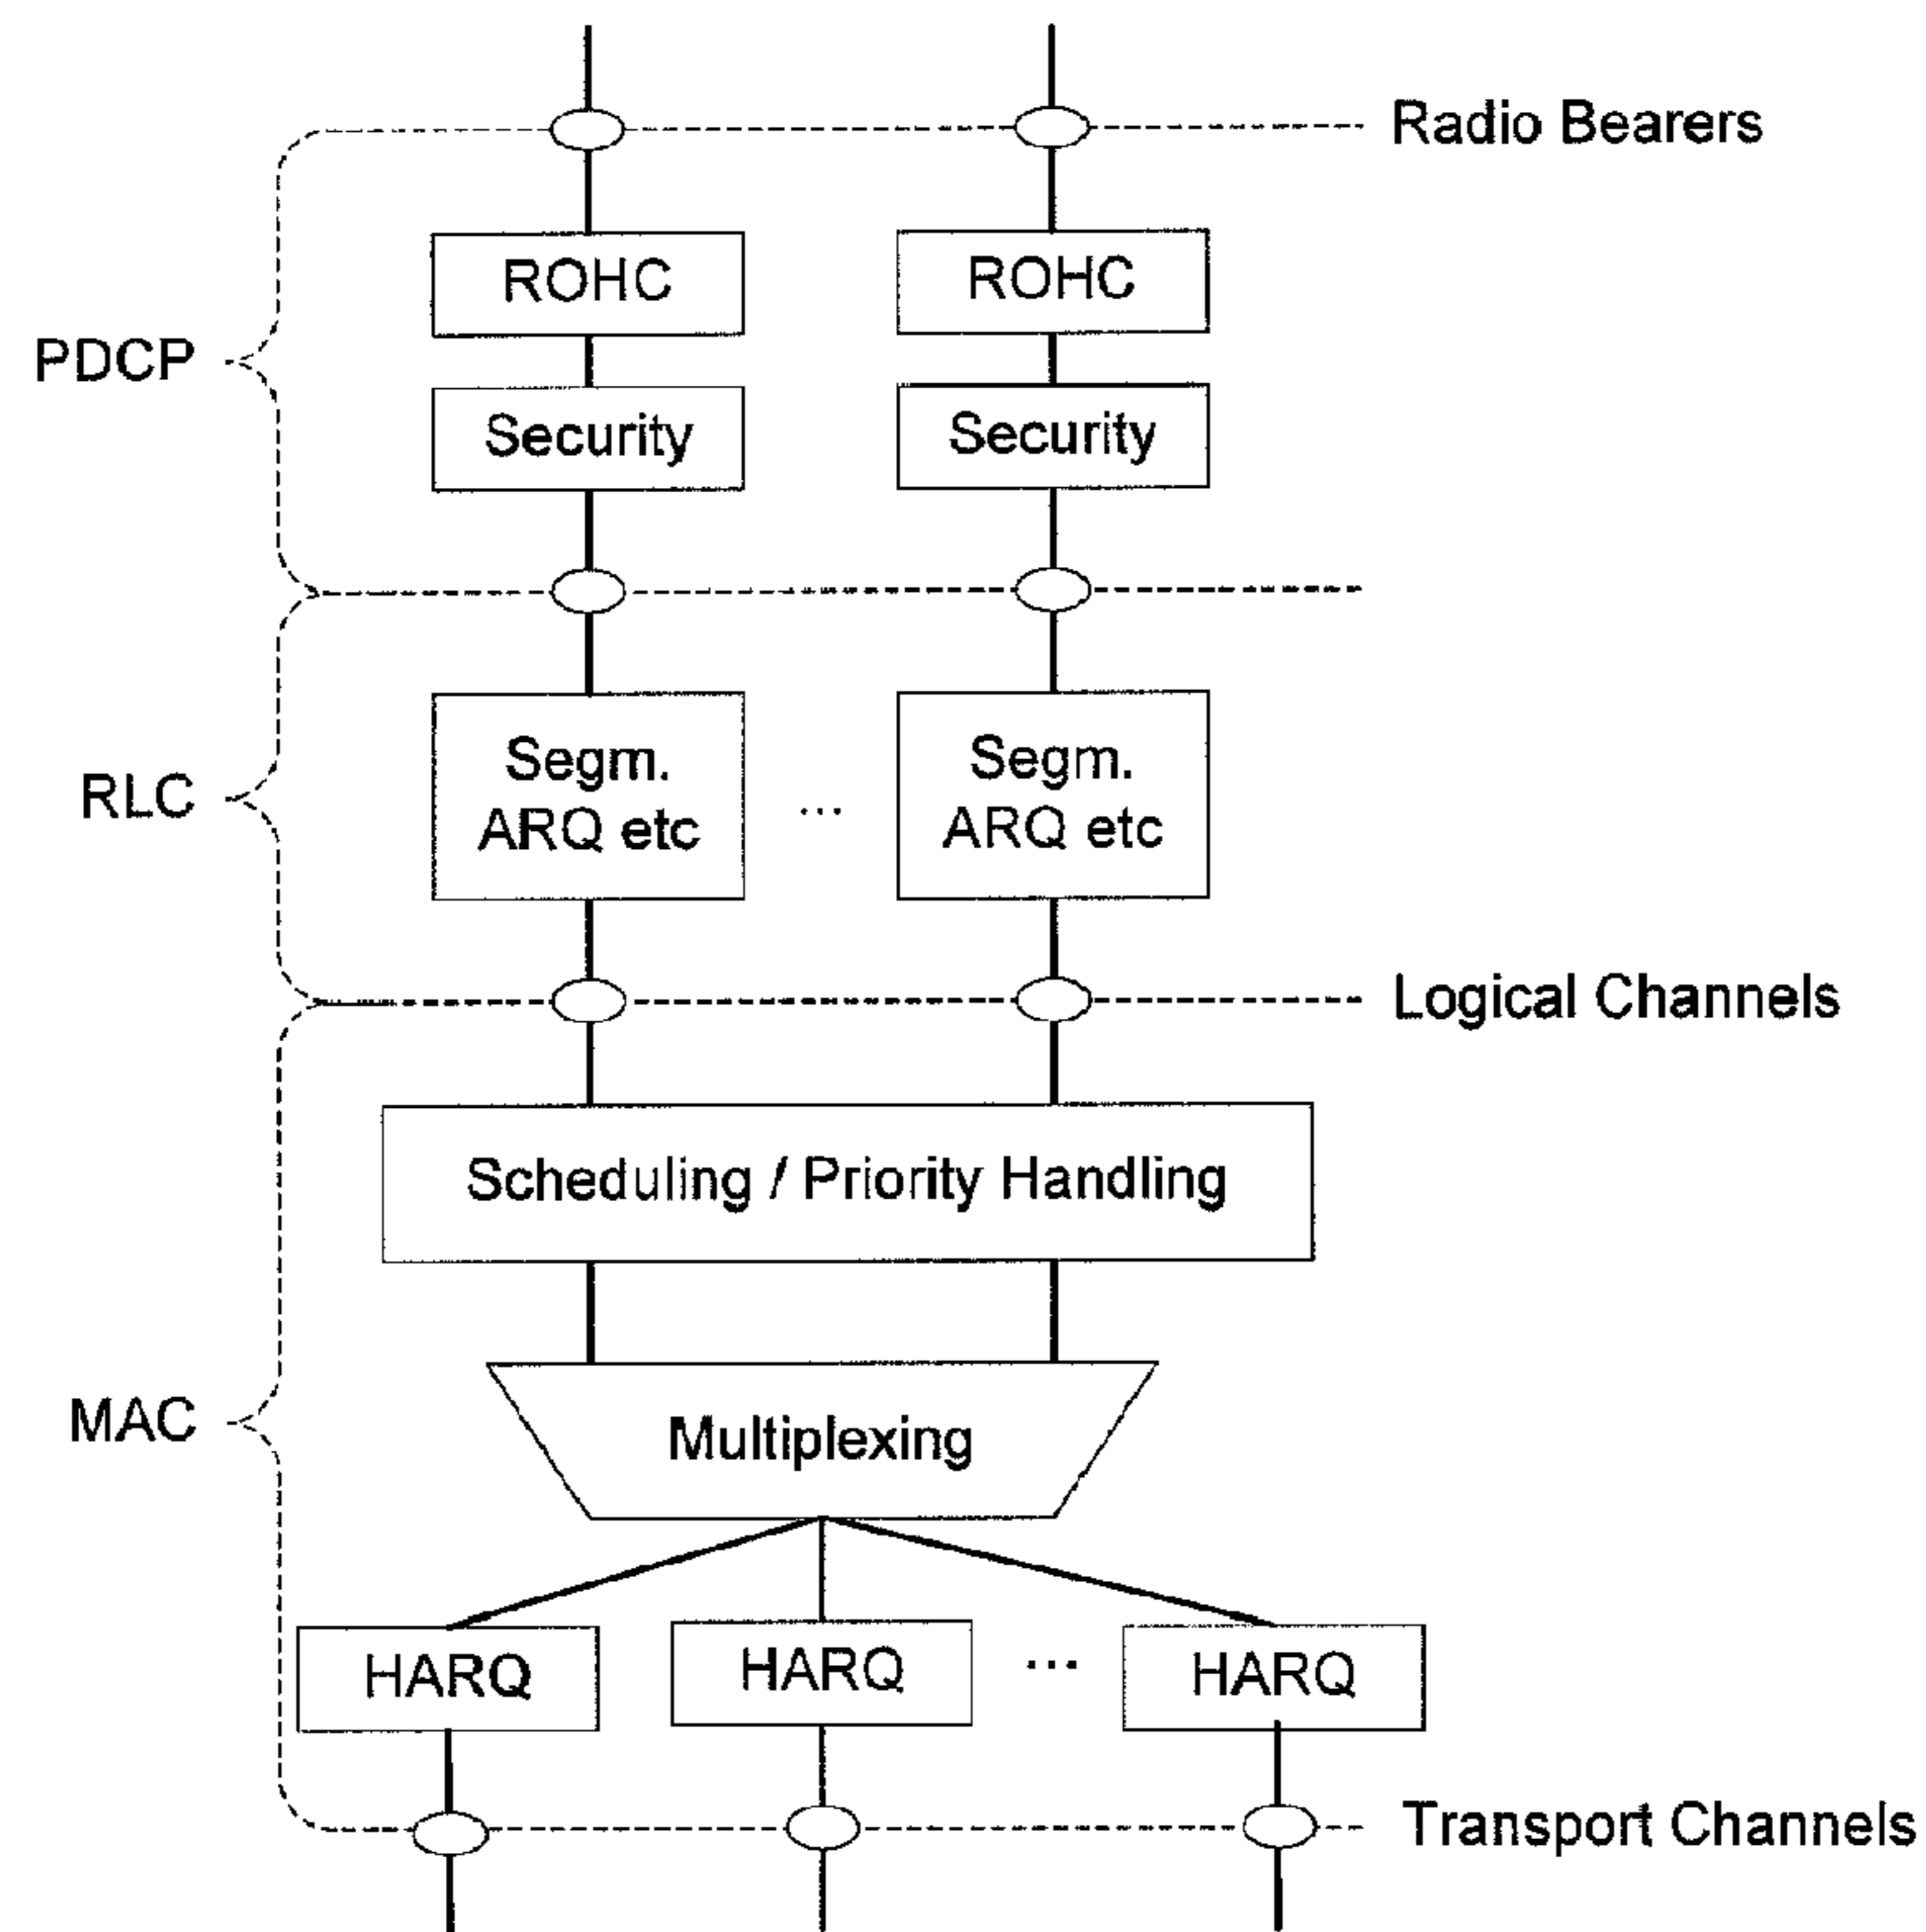 Radio Bearers
ROHC
ROHC
PDCP
Security
Security
Segm.
ARQ etc
...
Segm.
ARQ etc
RLC
Logical Channels
Scheduling / Priority Handling
MAC
Multiplexing
HARQ
HARQ
...
HARQ
Transport Channels